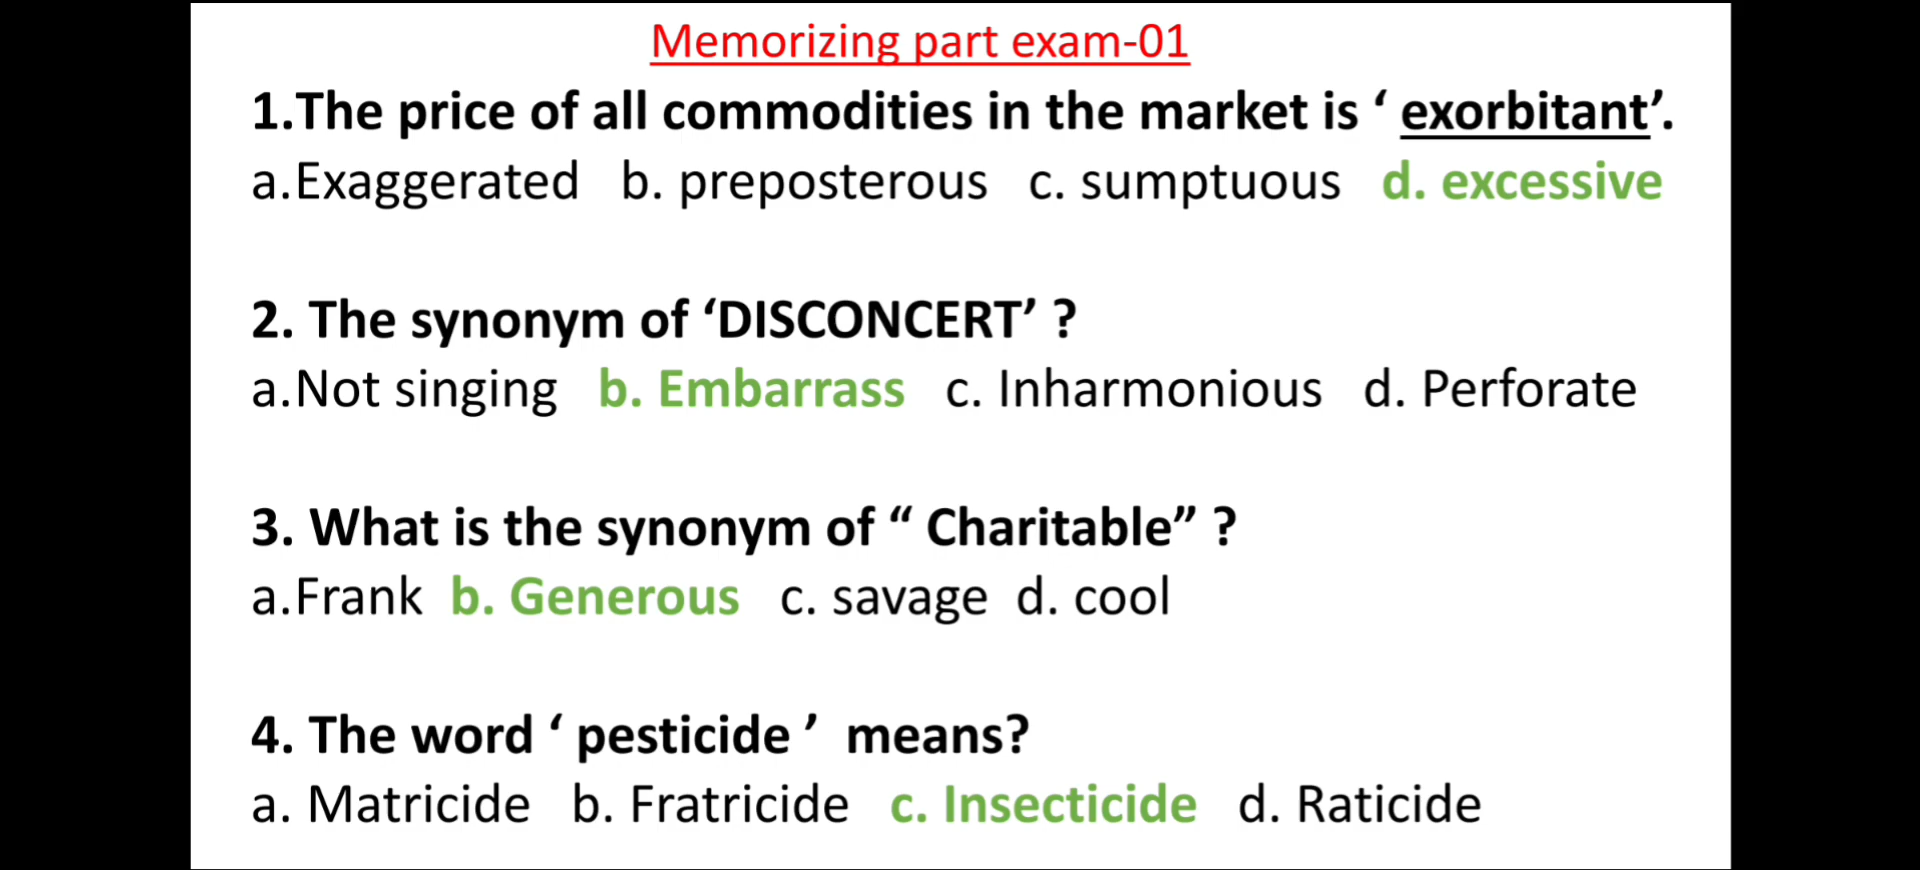 Memorizing part exam-01
1.The price of all commodities in the market is ‘ exorbitant’.
a.Exaggerated b. preposterous c. sumptuous d. excessive
2. The synonym of ‘DISCONCERT’ ?
a.Not singing b. Embarrass c. Inharmonious d. Perforate
3. What is the synonym of “ Charitable” ?
a.Frank b. Generous c. savage d. cool
4. The word ‘ pesticide ’ means?
a. Matricide b. Fratricide c. Insecticide d. Raticide